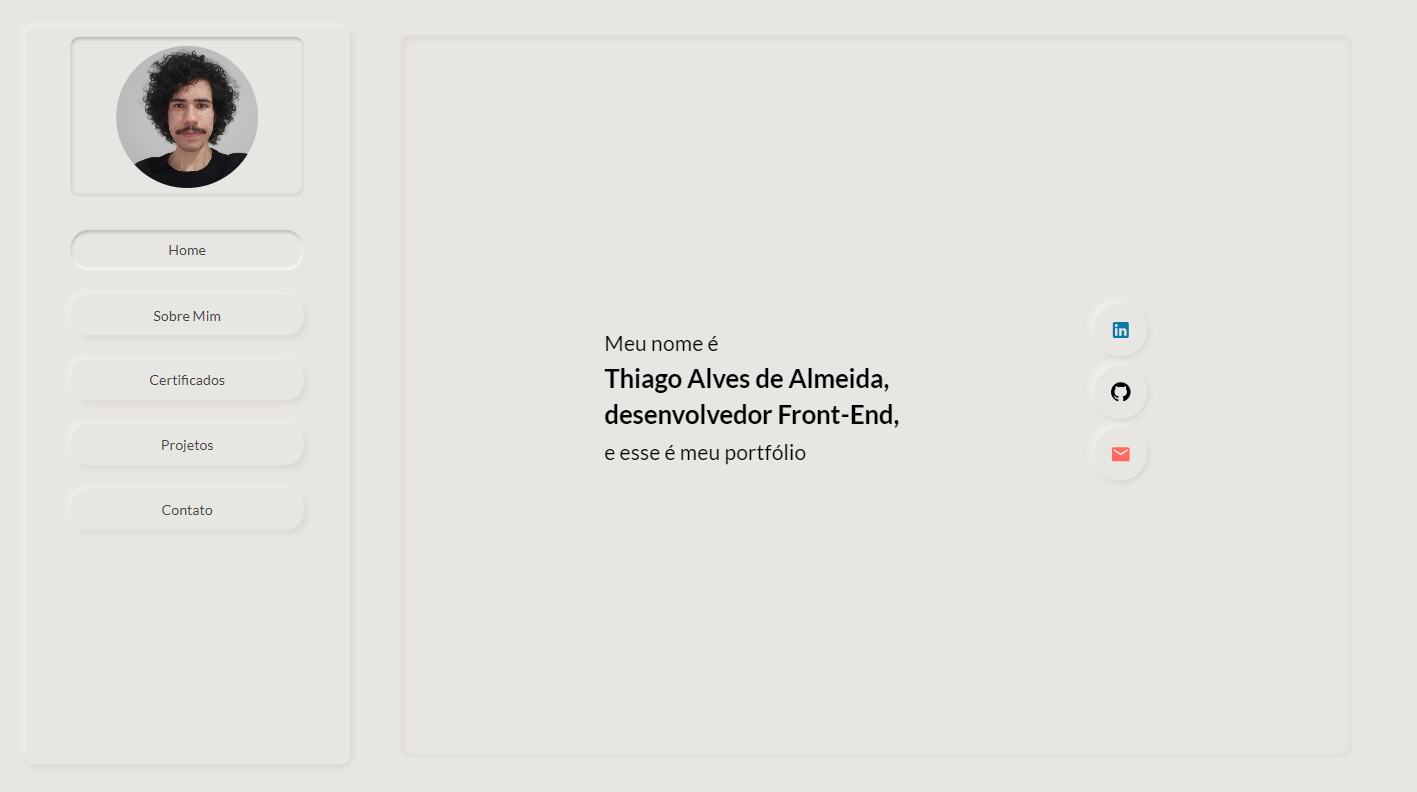 Home
Sobre Mim
Certificados
Projetos
Contato
Meu nome é
Thiago Alves de Almeida,
desenvolvedor Front-End,
e esse é meu portfólio
in